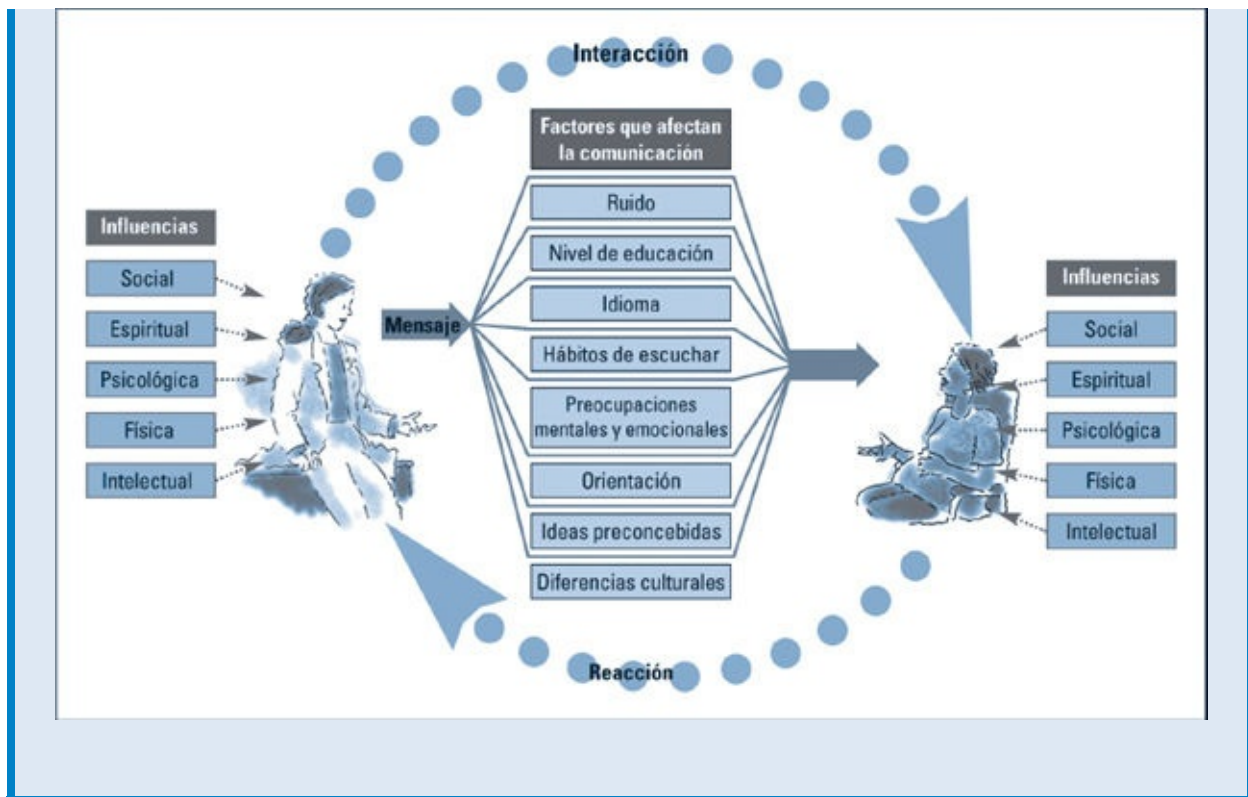 Interacción
Factores que afectan
la comunicación
Ruido
Nivel de educación
Idioma
Hábitos de escuchar
Preocupaciones
mentales y emocionales
Orientación
Ideas preconcebidas
Diferencias culturales
Influencias
Social
Espiritual
Psicológica
Física
Intelectual
Mensaje
Influencias
Social
Espiritual
Psicológica
Física
Intelectual
Reacción